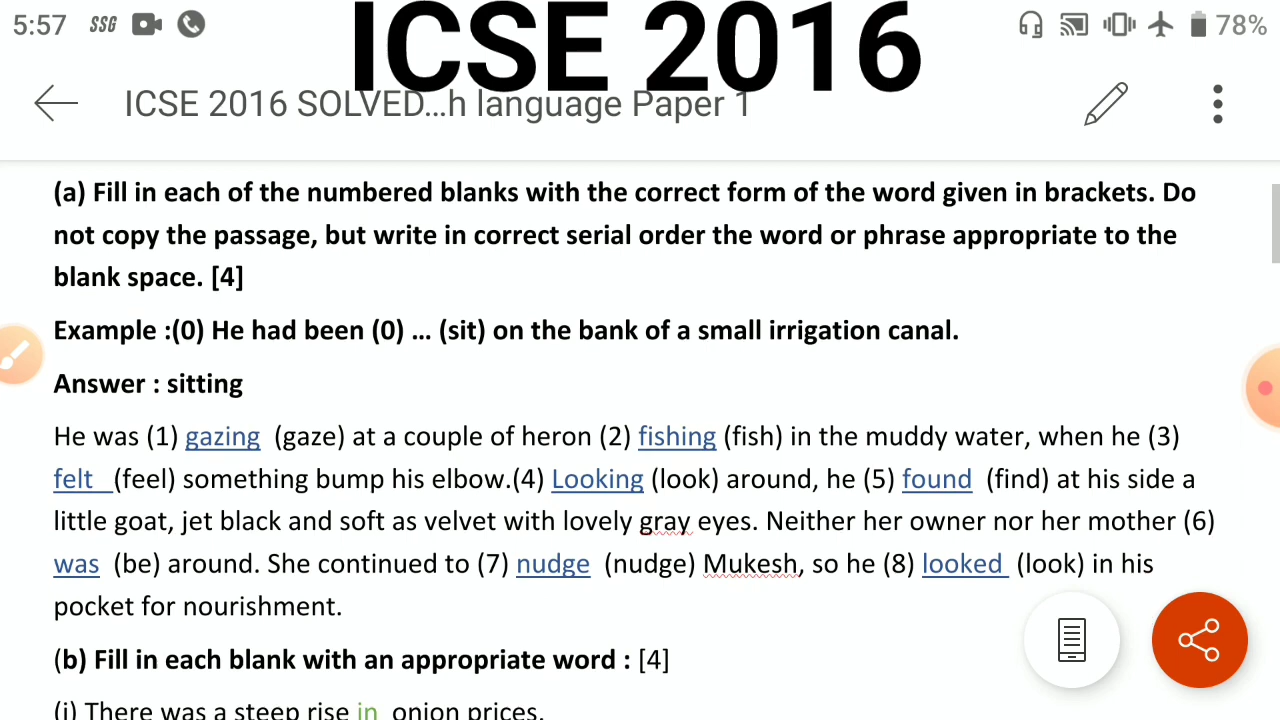 5:57 SSG 78%
ICSE 2016
ICSE 2016 SOLVED...h language Paper 1
(a) Fill in each of the numbered blanks with the correct form of the word given in brackets. Do
not copy the passage, but write in correct serial order the word or phrase appropriate to the
blank space. [4]
Example :(0) He had been (0) ... (sit) on the bank of a small irrigation canal.
Answer : sitting
He was (1) gazing (gaze) at a couple of heron (2) fishing (fish) in the muddy water, when he (3)
felt (feel) something bump his elbow.(4) Looking (look) around, he (5) found (find) at his side a
little goat, jet black and soft as velvet with lovely gray eyes. Neither her owner nor her mother (6)
was (be) around. She continued to (7) nudge (nudge) Mukesh, so he (8) looked (look) in his
pocket for nourishment.
(b) Fill in each blank with an appropriate word : [4]
(i) There was a steep rise in onion prices.